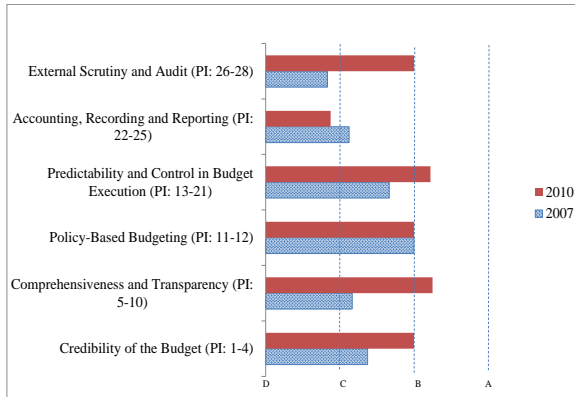 External Scrutiny and Audit (PI: 26-28)
Accounting, Recording and Reporting (PI:
22-25)
Predictability and Control in Budget
Execution (PI: 13-21)
Policy-Based Budgeting (PI: 11-12)
Comprehensiveness and Transparency (PI:
5-10)
Credibility of the Budget (PI: 1-4)
2010
2007
D C B A